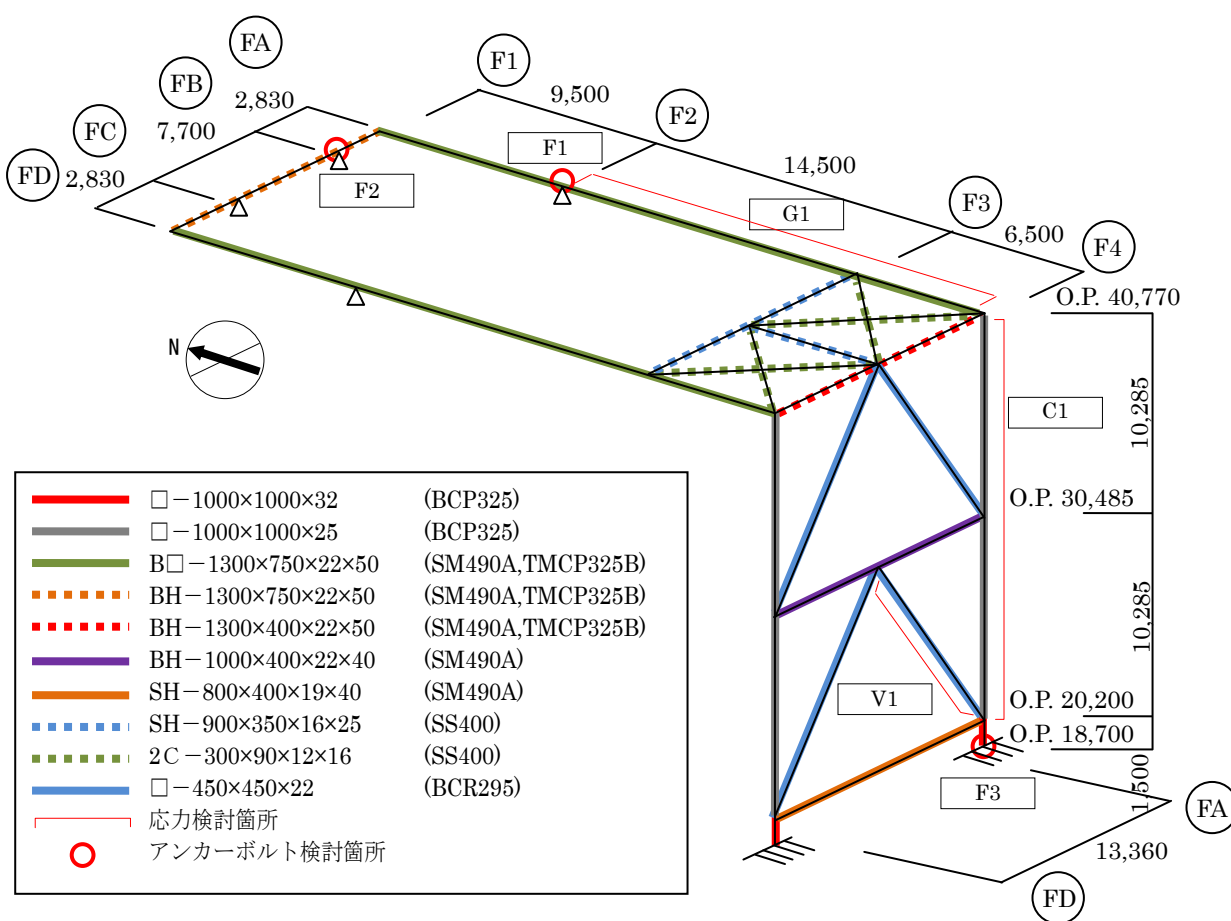 FA
FB
FC
FD
2,830
7,700
2,830
F1
F2
F3
F4
9,500
14,500
6,500
F1
F2
G1
N
O.P. 40,770
10,285
C1
O.P. 30,485
10,285
V1
O.P. 20,200
O.P. 18,700
1,500
F3
FA
13,360
FD
□-1000×1000×32 (BCP325)
□-1000×1000×25 (BCP325)
B□-1300×750×22×50 (SM490A,TMCP325B)
BH-1300×750×22×50 (SM490A,TMCP325B)
BH-1300×400×22×50 (SM490A,TMCP325B)
BH-1000×400×22×40 (SM490A)
SH-800×400×19×40 (SM490A)
SH-900×350×16×25 (SS400)
2C-300×90×12×16 (SS400)
□-450×450×22 (BCR295)
応力検討箇所
アンカーボルト検討箇所